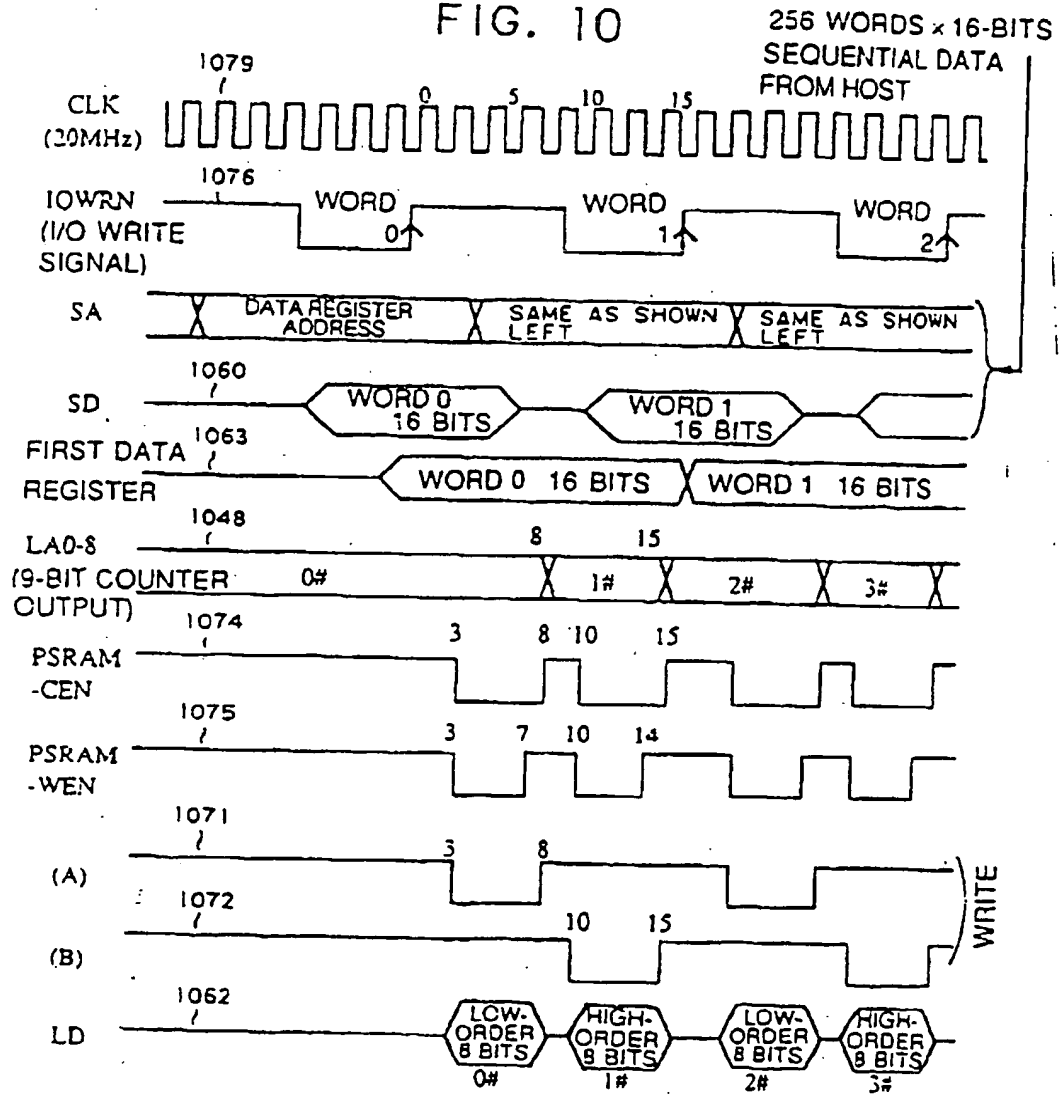 FIG. 10
256 WORDS × 16-BITS
SEQUENTIAL DATA
FROM HOST
1079
CLK
(20MHz)
0 5 10 15
1076
IOWRN
(I/O WRITE
SIGNAL)
WORD
0
WORD
1
WORD
2
SA
DATA REGISTER
ADDRESS
SAME AS SHOWN
LEFT
SAME AS SHOWN
LEFT
1060
SD
WORD 0
16 BITS
WORD 1
16 BITS
1063
FIRST DATA
REGISTER
WORD 0 16 BITS
WORD 1 16 BITS
1048
LA0-8
(9-BIT COUNTER
OUTPUT)
8 15
0# 1# 2# 3#
1074
PSRAM
-CEN
3 8 10 15
1075
PSRAM
-WEN
3 7 10 14
1071
(A)
3 8
1072
(B)
10 15
WRITE
1062
LD
LOW-
ORDER
8 BITS
0#
HIGH-
ORDER
8 BITS
1#
LOW-
ORDER
8 BITS
2#
HIGH-
ORDER
8 BITS
3#